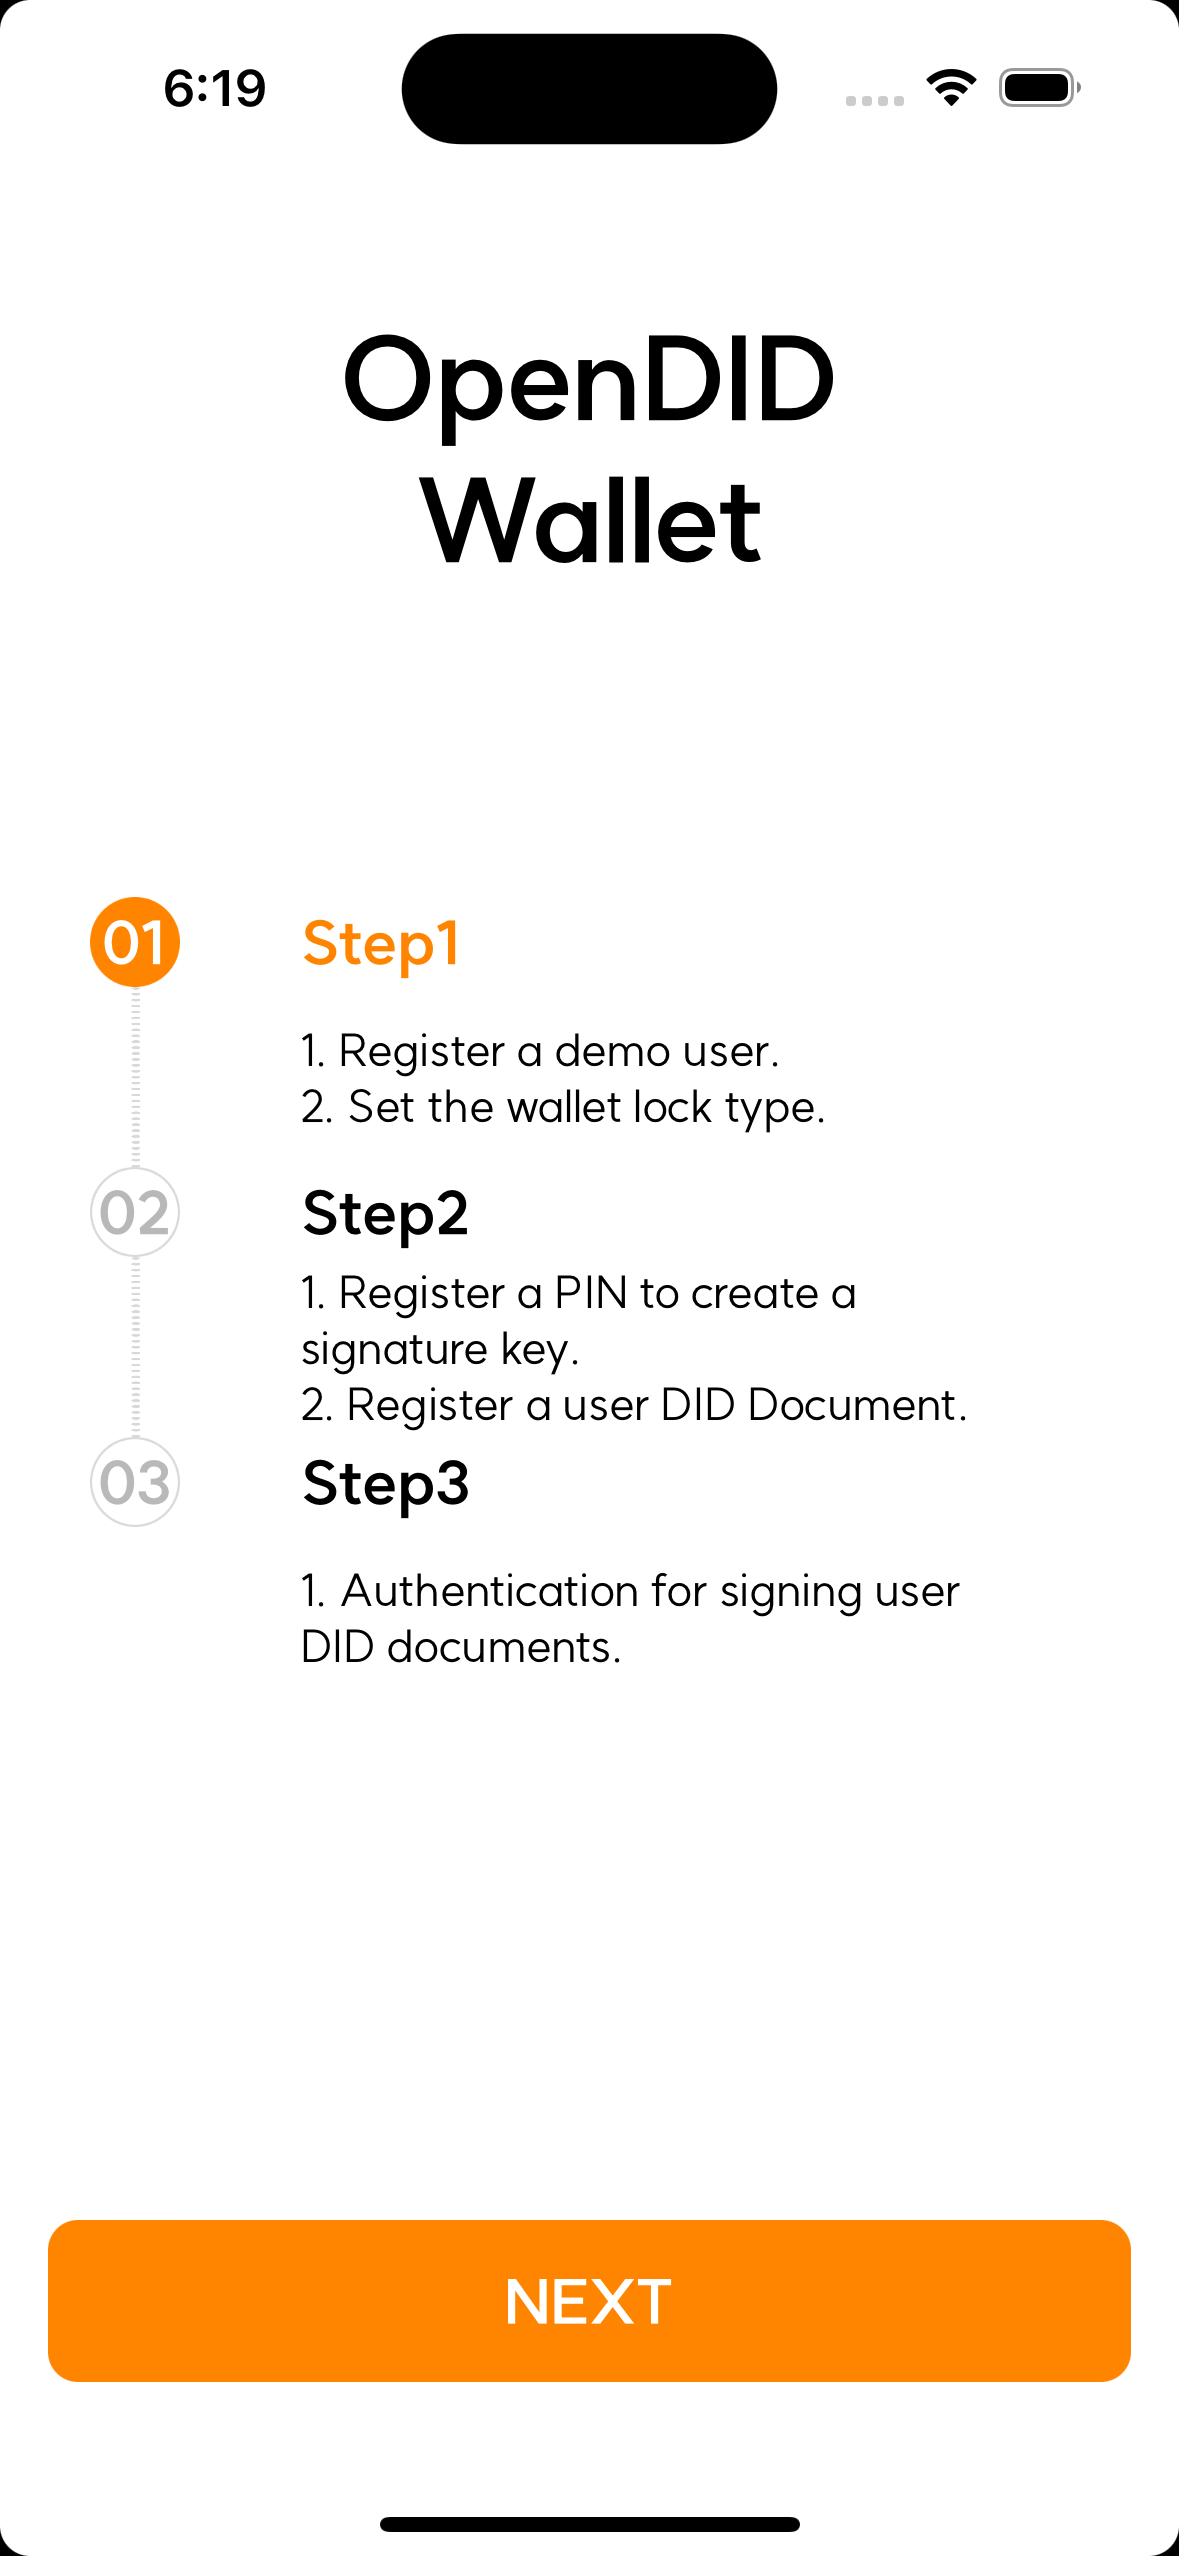 6:19
OpenDID
Wallet
01
Step1
1. Register a demo user.
2. Set the wallet lock type.
02
Step2
1. Register a PIN to create a
signature key.
2. Register a user DID Document.
03
Step3
1. Authentication for signing user
DID documents.
NEXT